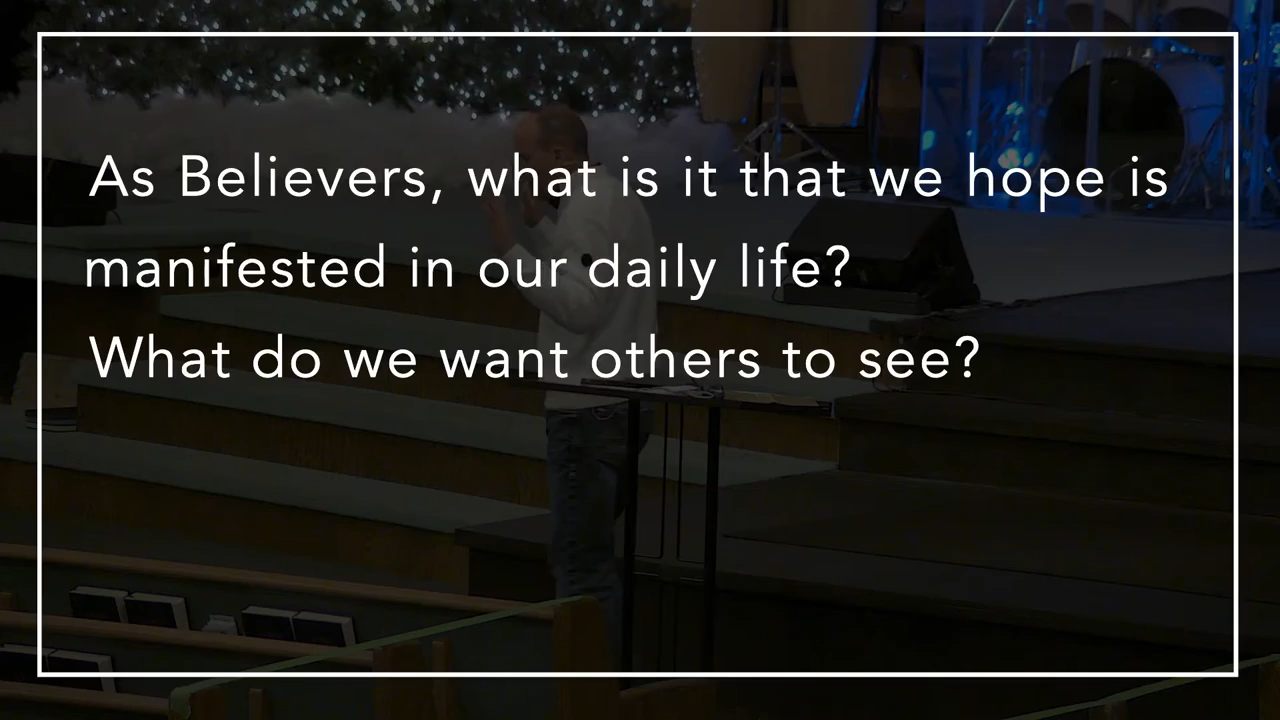 As Believers, what is it that we hope is
manifested in our daily life?
What do we want others to see?